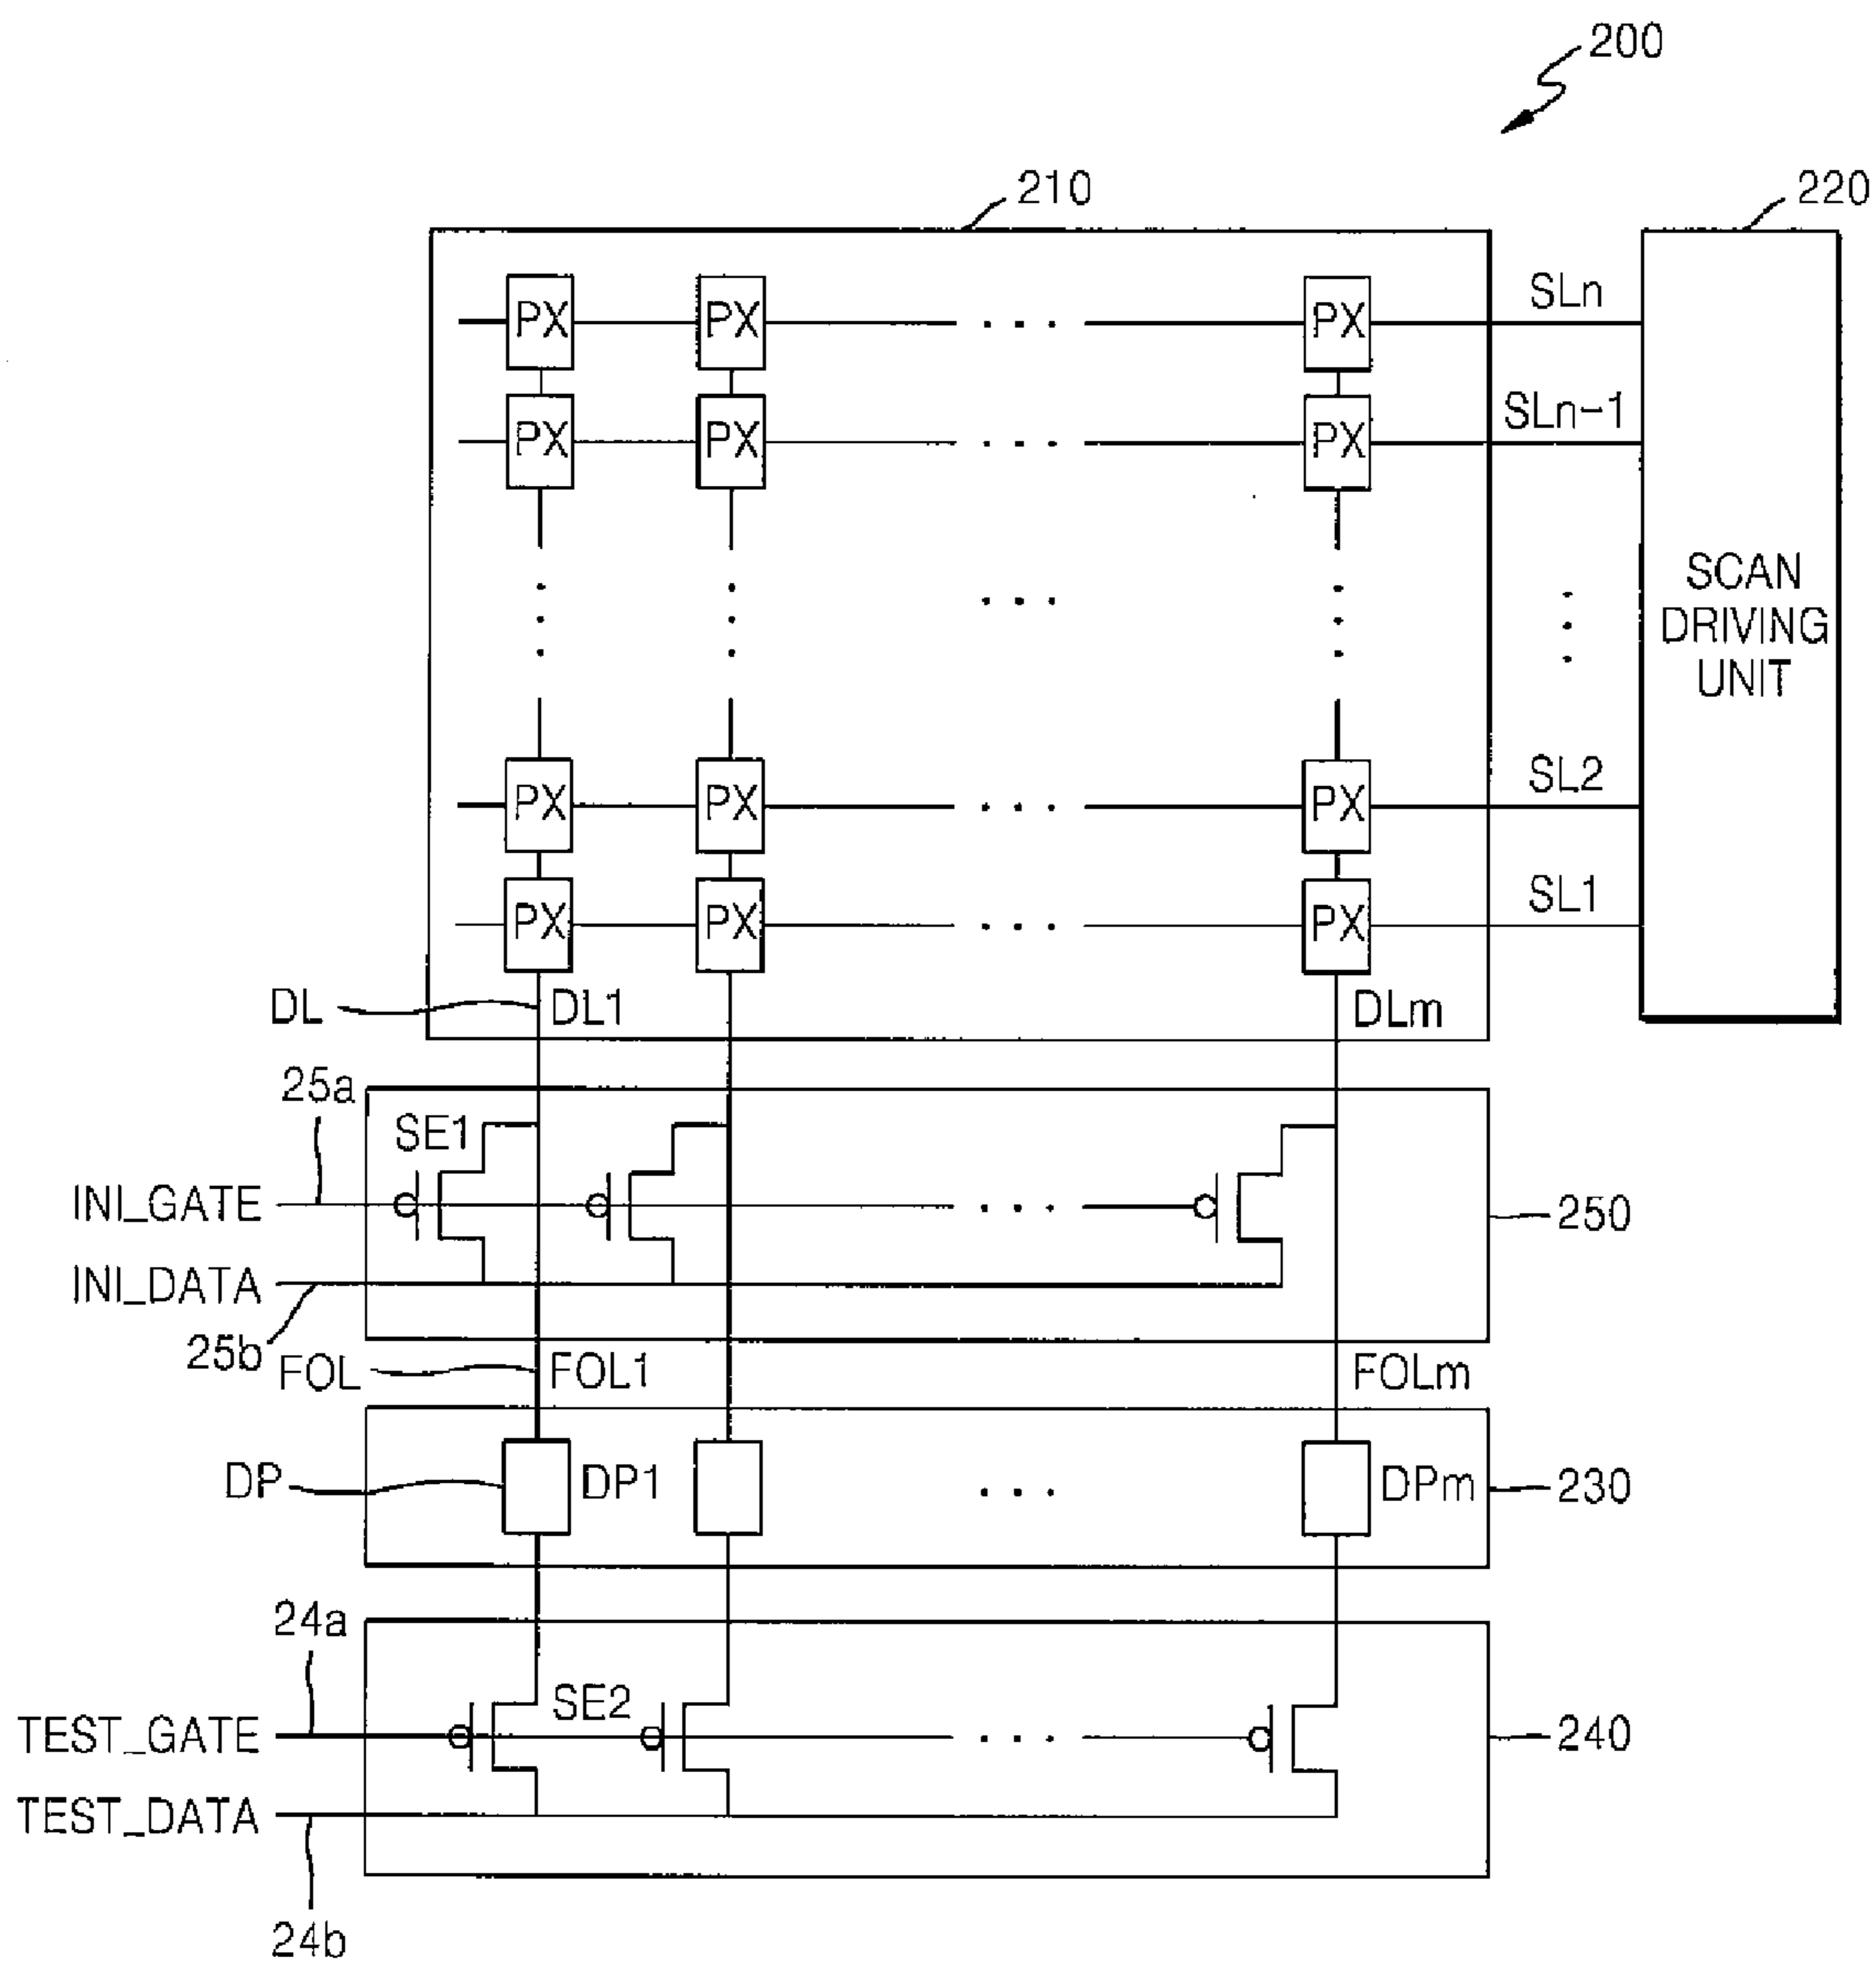 200
210
220
PX PX PX SLn
PX PX PX SLn-1
SCAN
DRIVING
UNIT
PX PX PX SL2
PX PX PX SL1
DL DL1 DLm
25a
SE1
INI_GATE
250
INI_DATA
25b
FOL FOL1 FOLm
DP DP1 DPm 230
24a
SE2
TEST_GATE 240
TEST_DATA
24b